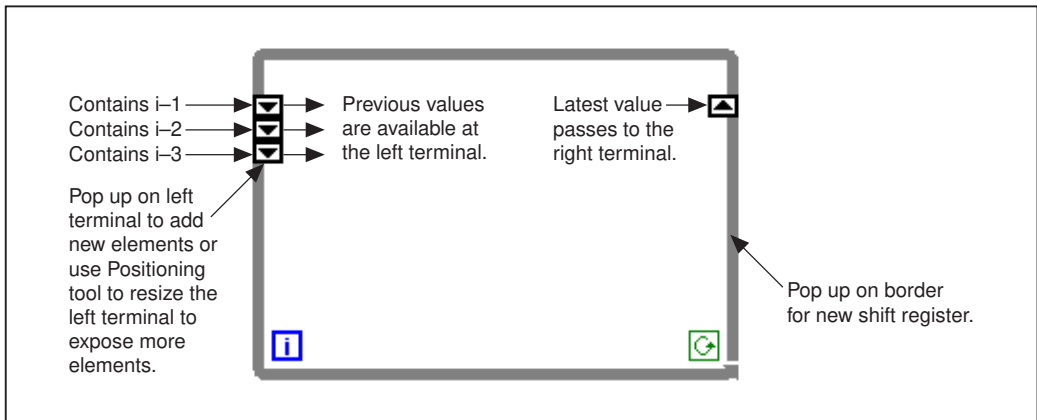 Contains i–1
Contains i–2
Contains i–3
Previous values
are available at
the left terminal.
Latest value
passes to the
right terminal.
Pop up on left
terminal to add
new elements or
use Positioning
tool to resize the
left terminal to
expose more
elements.
Pop up on border
for new shift register.
i